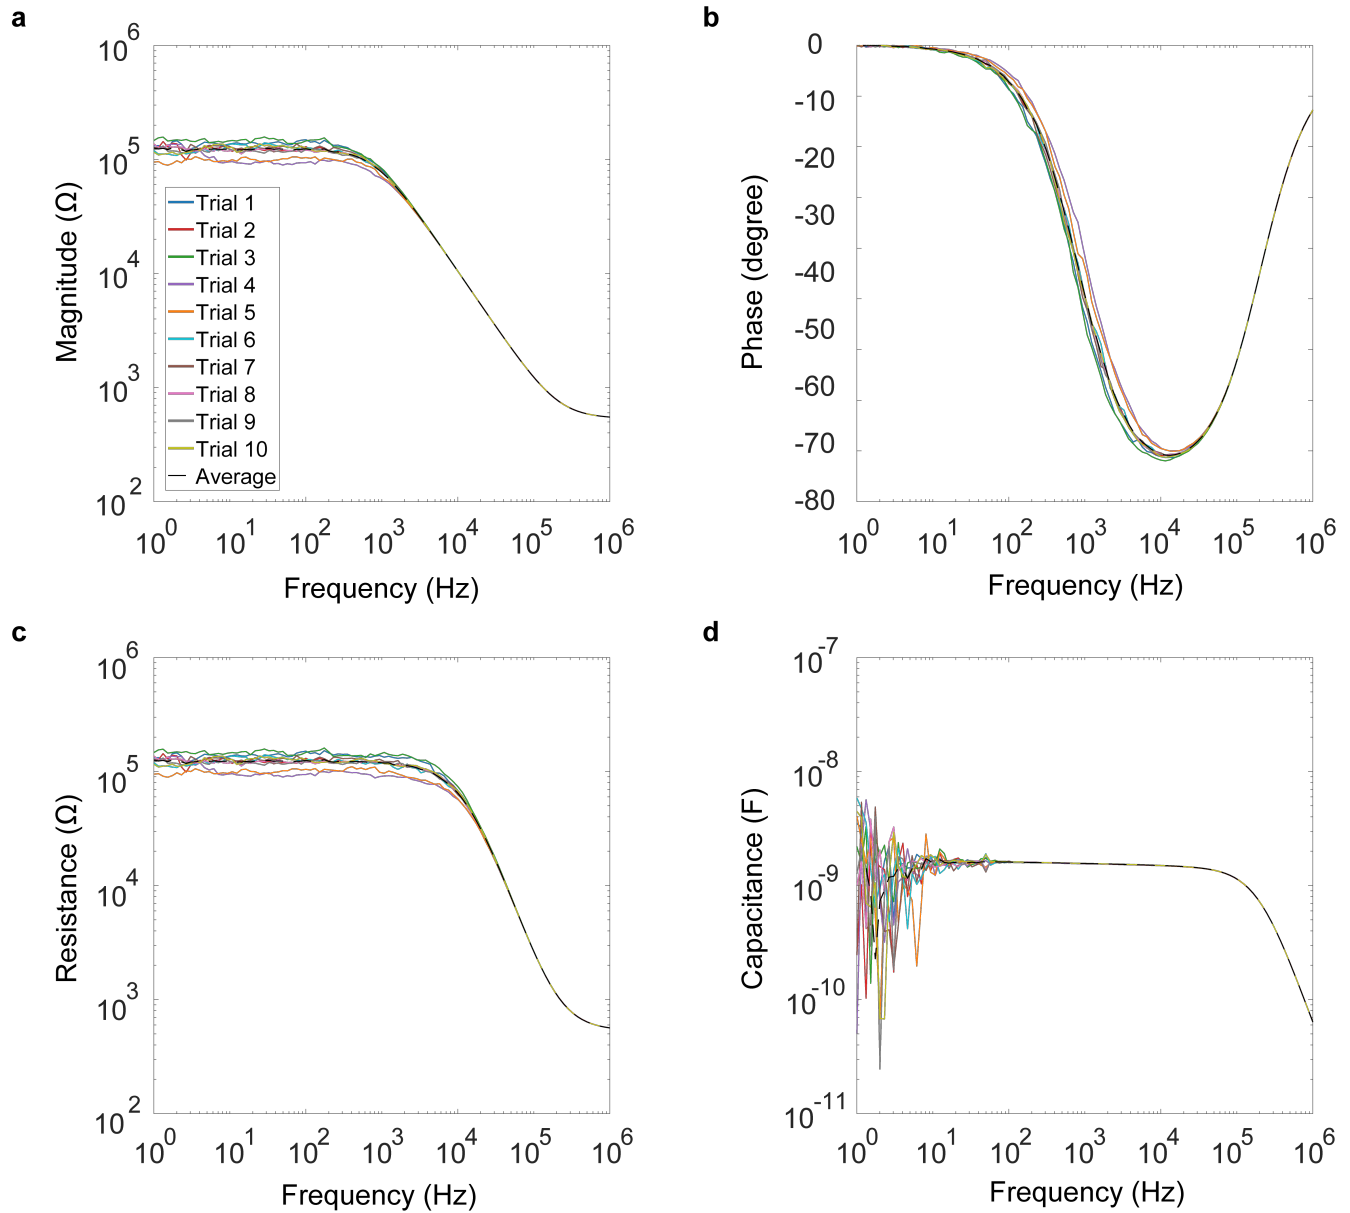 a
10^6
10^5
10^4
10^3
10^2
Magnitude (Ω)
Trial 1
Trial 2
Trial 3
Trial 4
Trial 5
Trial 6
Trial 7
Trial 8
Trial 9
Trial 10
Average
10^0 10^1 10^2 10^3 10^4 10^5 10^6
Frequency (Hz)
b
0
-10
-20
-30
-40
-50
-60
-70
-80
Phase (degree)
10^0 10^1 10^2 10^3 10^4 10^5 10^6
Frequency (Hz)
c
10^6
10^5
10^4
10^3
10^2
Resistance (Ω)
10^0 10^1 10^2 10^3 10^4 10^5 10^6
Frequency (Hz)
d
10^-7
10^-8
10^-9
10^-10
10^-11
Capacitance (F)
10^0 10^1 10^2 10^3 10^4 10^5 10^6
Frequency (Hz)